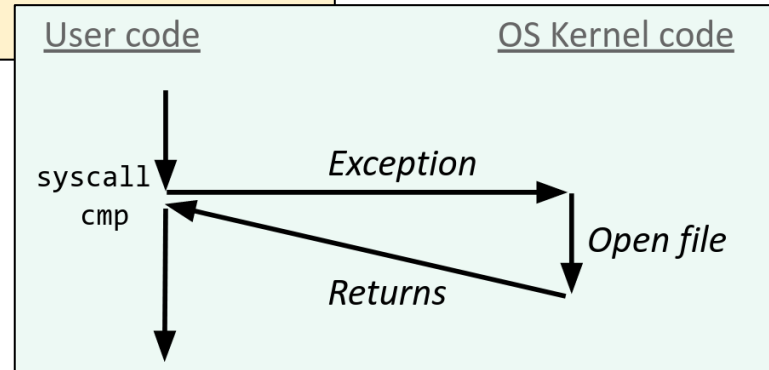 User code OS Kernel code
Exception
syscall
cmp
Open file
Returns